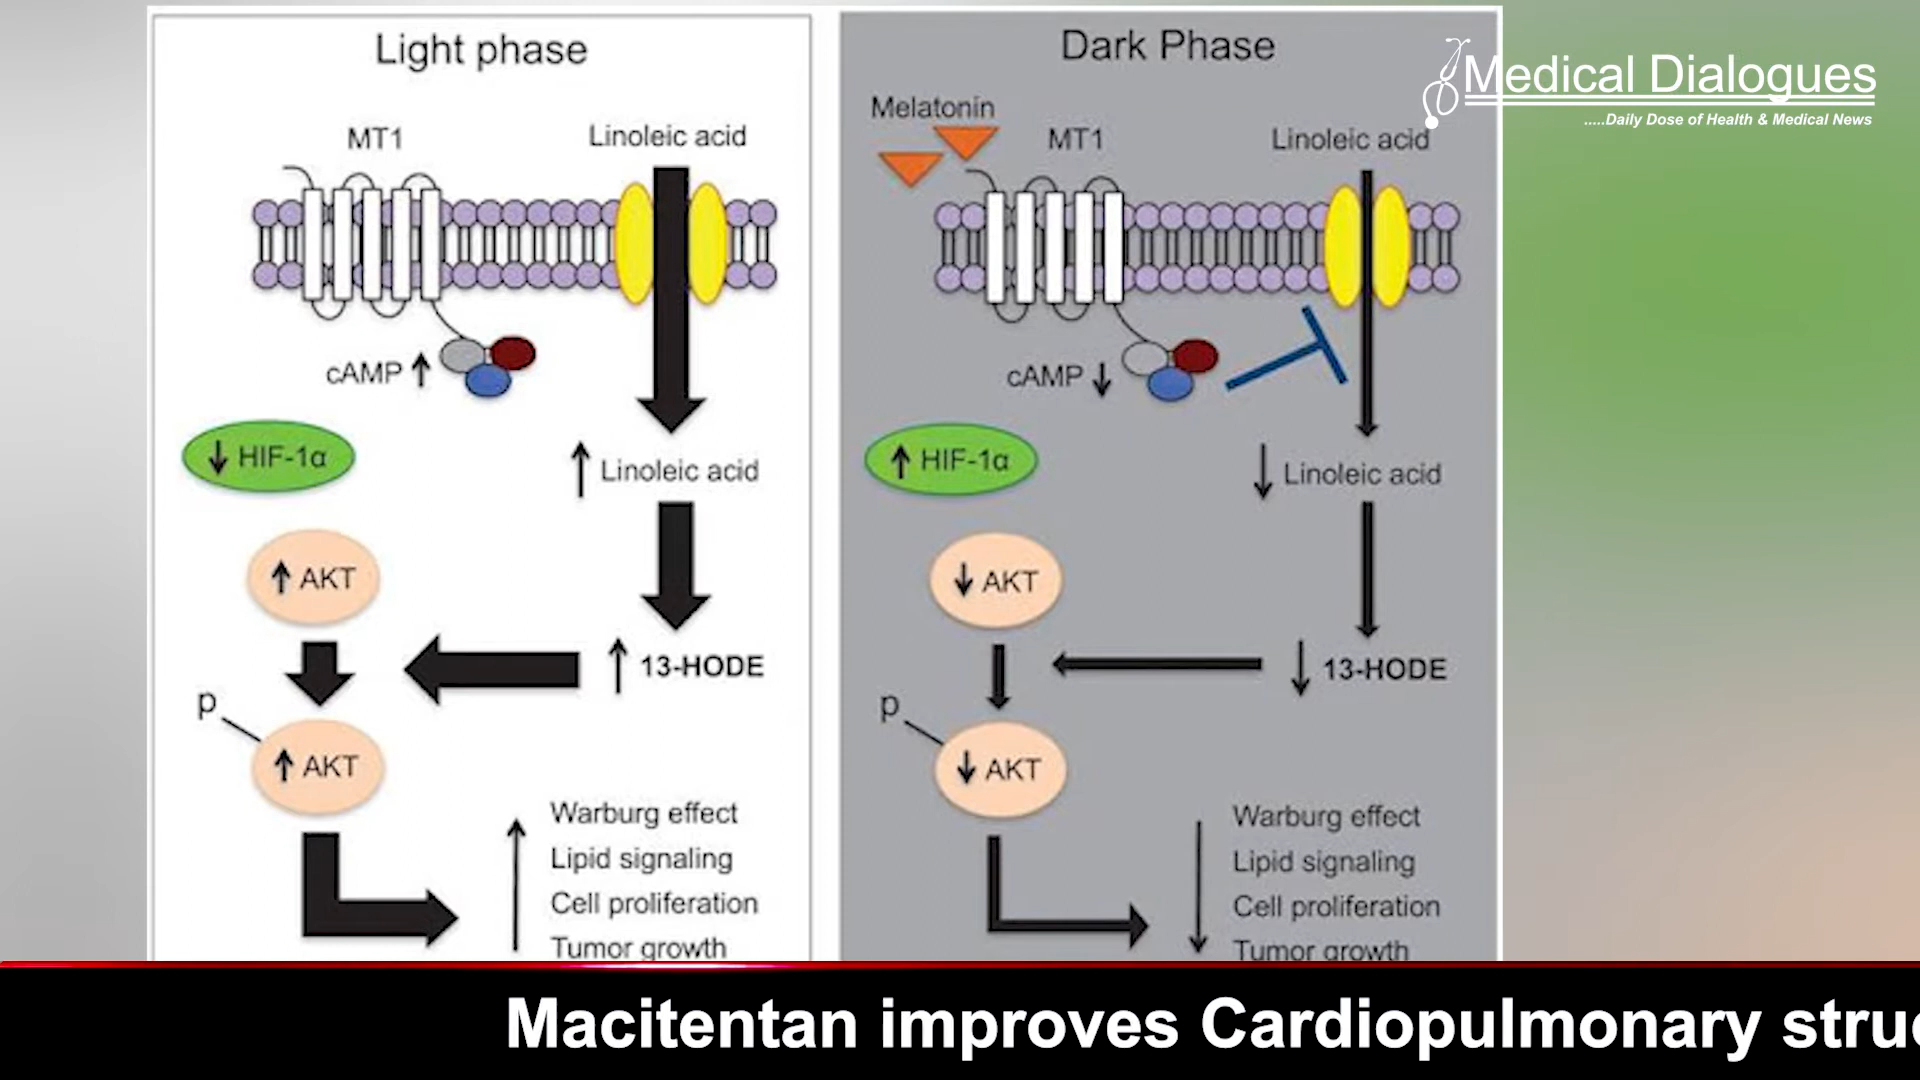 Light phase
MT1
Linoleic acid
cAMP ↑
↓ HIF-1α
↑ Linoleic acid
↑ AKT
↑ 13-HODE
p
↑ AKT
Warburg effect
Lipid signaling
Cell proliferation
Tumor growth
Dark Phase
Melatonin
MT1
Linoleic acid
cAMP ↓
↑ HIF-1α
↓ Linoleic acid
↓ AKT
↓ 13-HODE
p
↓ AKT
Warburg effect
Lipid signaling
Cell proliferation
Tumor growth
Medical Dialogues
.....Daily Dose of Health & Medical News
Macitentan improves Cardiopulmonary